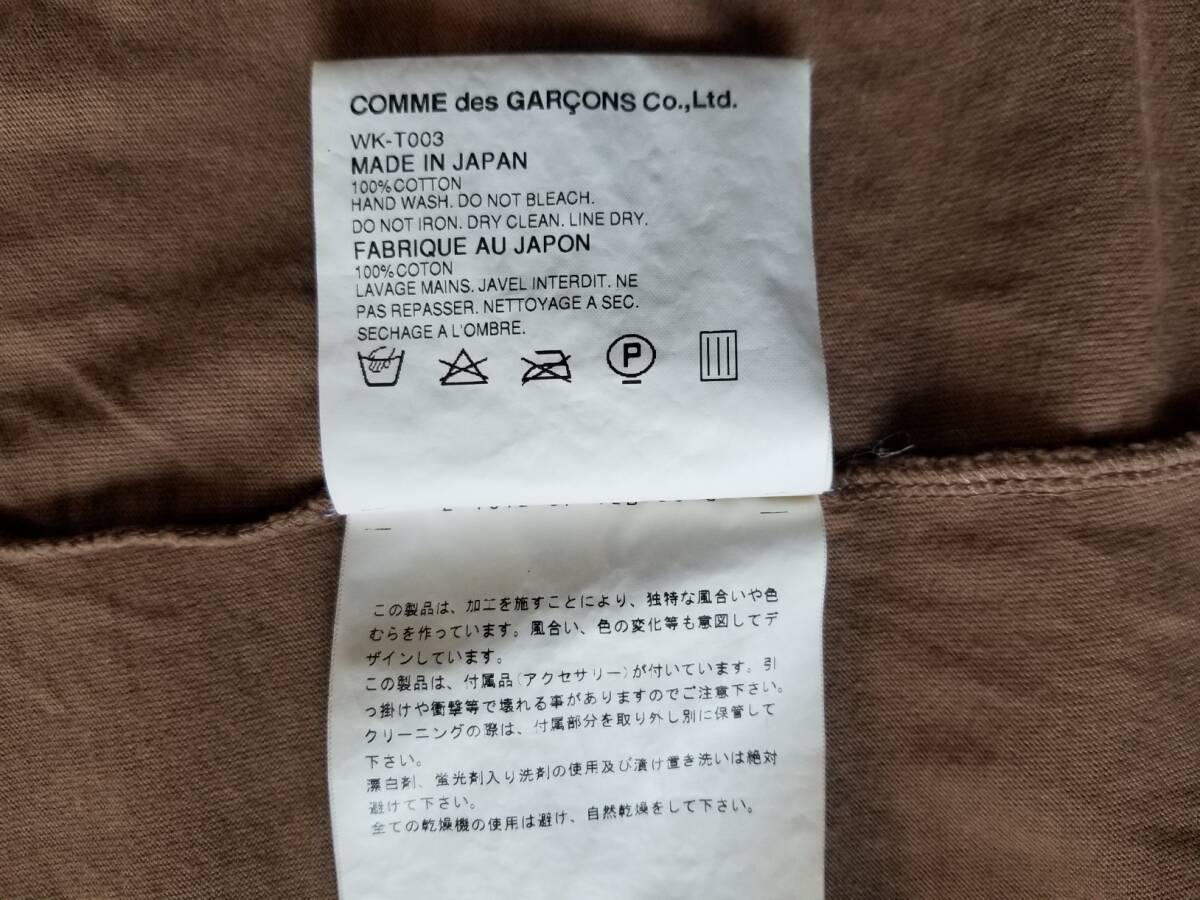 COMME des GARÇONS Co.,Ltd.
WK-T003
MADE IN JAPAN
100% COTTON
HAND WASH. DO NOT BLEACH.
DO NOT IRON. DRY CLEAN. LINE DRY.
FABRIQUE AU JAPON
100% COTON
LAVAGE MAINS. JAVEL INTERDIT. NE
PAS REPASSER. NETTOYAGE A SEC.
SECHAGE A L'OMBRE.
P
この製品は、加工を施すことにより、独特な風合いや色
むらを作っています。風合い、色の変化等も意図してデ
ザインしています。
この製品は、付属品(アクセサリー)が付いています。引
っ掛けや衝撃等で壊れる事がありますのでご注意下さい。
クリーニングの際は、付属部分を取り外し別に保管して
下さい。
漂白剤、蛍光剤入り洗剤の使用及び漬け置き洗いは絶対
避けて下さい。
全ての乾燥機の使用は避け、自然乾燥をして下さい。